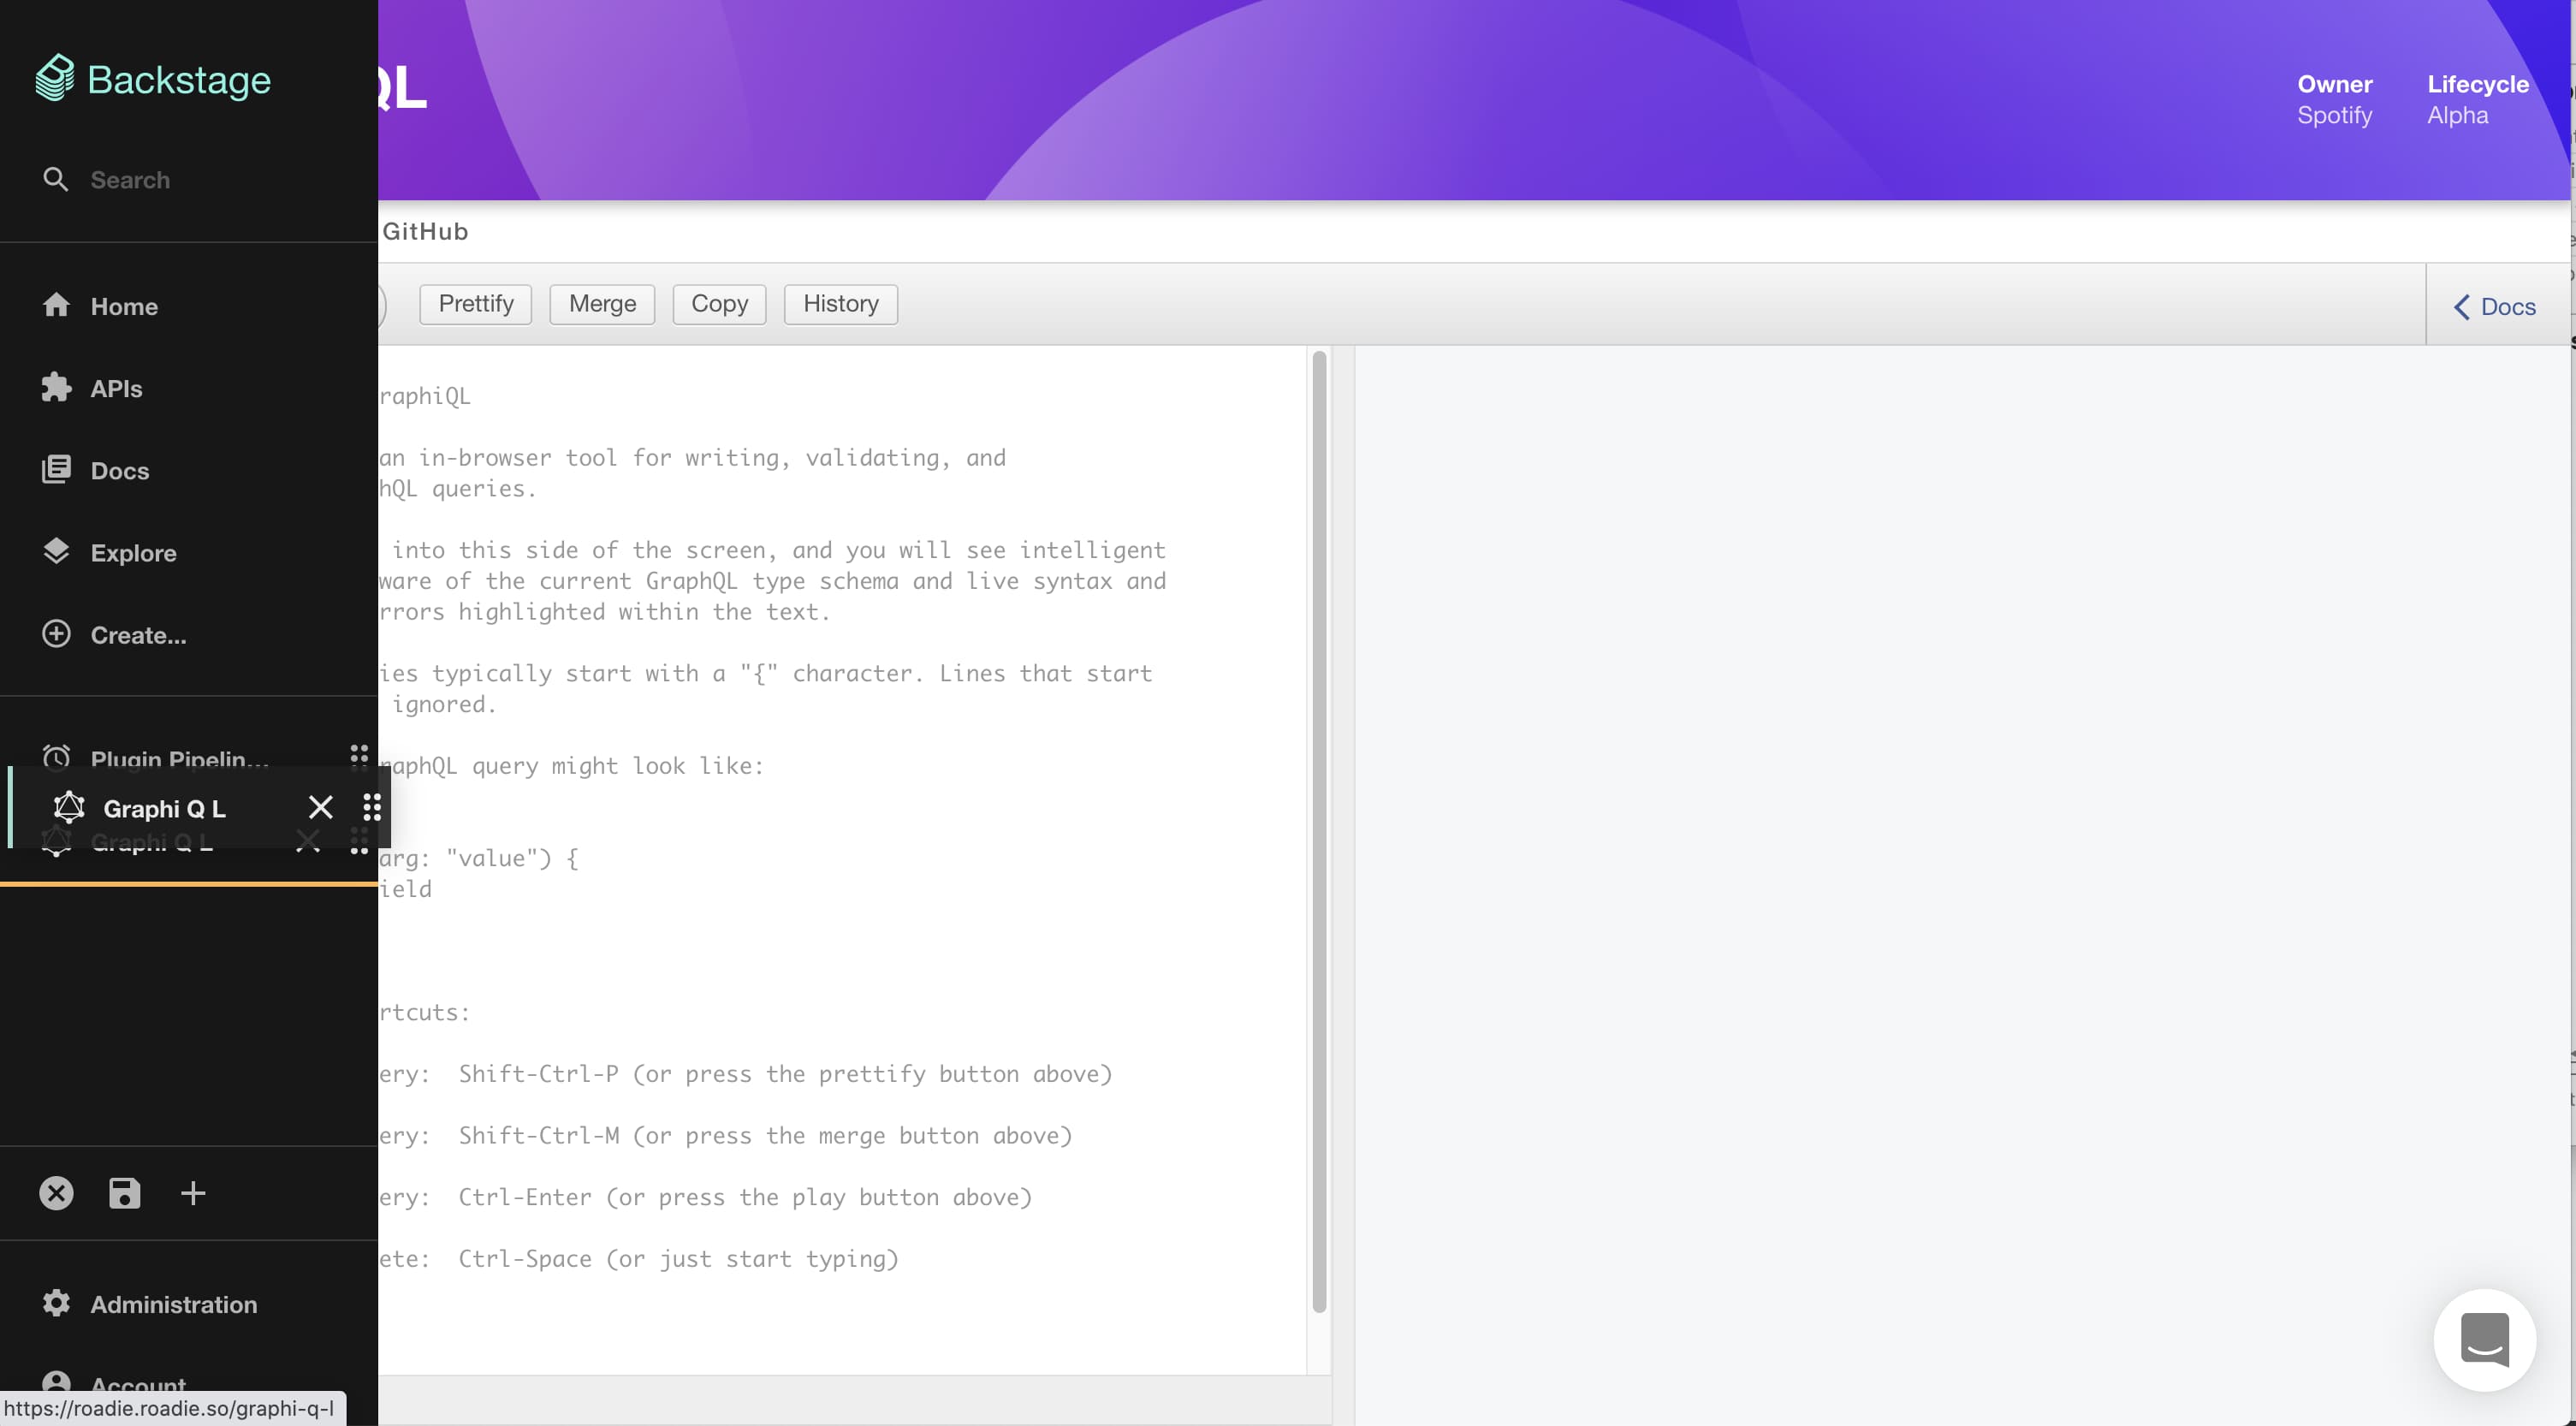 Backstage
QL
Owner
Spotify
Lifecycle
Alpha
Search
GitHub
Home
APIs
Docs
Explore
Create...
Prettify
Merge
Copy
History
Docs
raphiQL
an in-browser tool for writing, validating, and
hQL queries.
into this side of the screen, and you will see intelligent
ware of the current GraphQL type schema and live syntax and
rrors highlighted within the text.
ies typically start with a "{" character. Lines that start
ignored.
raphQL query might look like:
arg: "value") {
ield
rtcuts:
ery:  Shift-Ctrl-P (or press the prettify button above)
ery:  Shift-Ctrl-M (or press the merge button above)
ery:  Ctrl-Enter (or press the play button above)
ete:  Ctrl-Space (or just start typing)
Plugin Pipelin...
Graphi Q L
Graphi Q L
Administration
Account
https://roadie.roadie.so/graphi-q-l